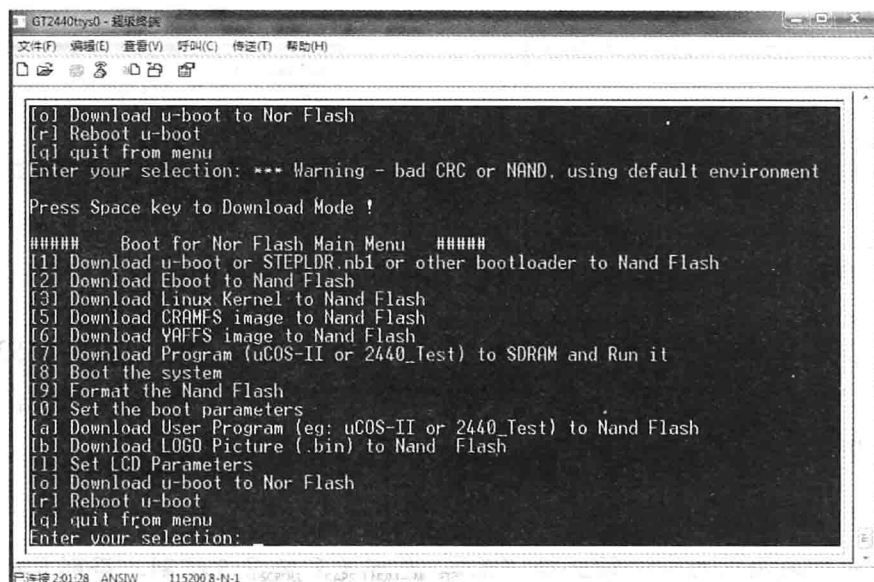 GT2440ttys0 - 超级终端
文件(F) 编辑(E) 查看(V) 呼叫(C) 传送(T) 帮助(H)
[o] Download u-boot to Nor Flash
[r] Reboot u-boot
[q] quit from menu
Enter your selection: *** Warning - bad CRC or NAND, using default environment
Press Space key to Download Mode !
##### Boot for Nor Flash Main Menu #####
[1] Download u-boot or STEPLDR.nb1 or other bootloader to Nand Flash
[2] Download Eboot to Nand Flash
[3] Download Linux Kernel to Nand Flash
[5] Download CRAMFS image to Nand Flash
[6] Download YAFFS image to Nand Flash
[7] Download Program (uCOS-II or 2440_Test) to SDRAM and Run it
[8] Boot the system
[9] Format the Nand Flash
[0] Set the boot parameters
[a] Download User Program (eg: uCOS-II or 2440_Test) to Nand Flash
[b] Download LOGO Picture (.bin) to Nand Flash
[l] Set LCD Parameters
[o] Download u-boot to Nor Flash
[r] Reboot u-boot
[q] quit from menu
Enter your selection: _
已连接 2:01:28 ANSIW 115200 8-N-1 SCROLL CAPS NUM